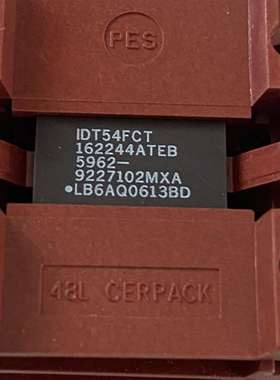 PES
IDT54FCT
162244ATEB
5962-
9227102MXA
•LB6AQ0613BD
48L CERPACK